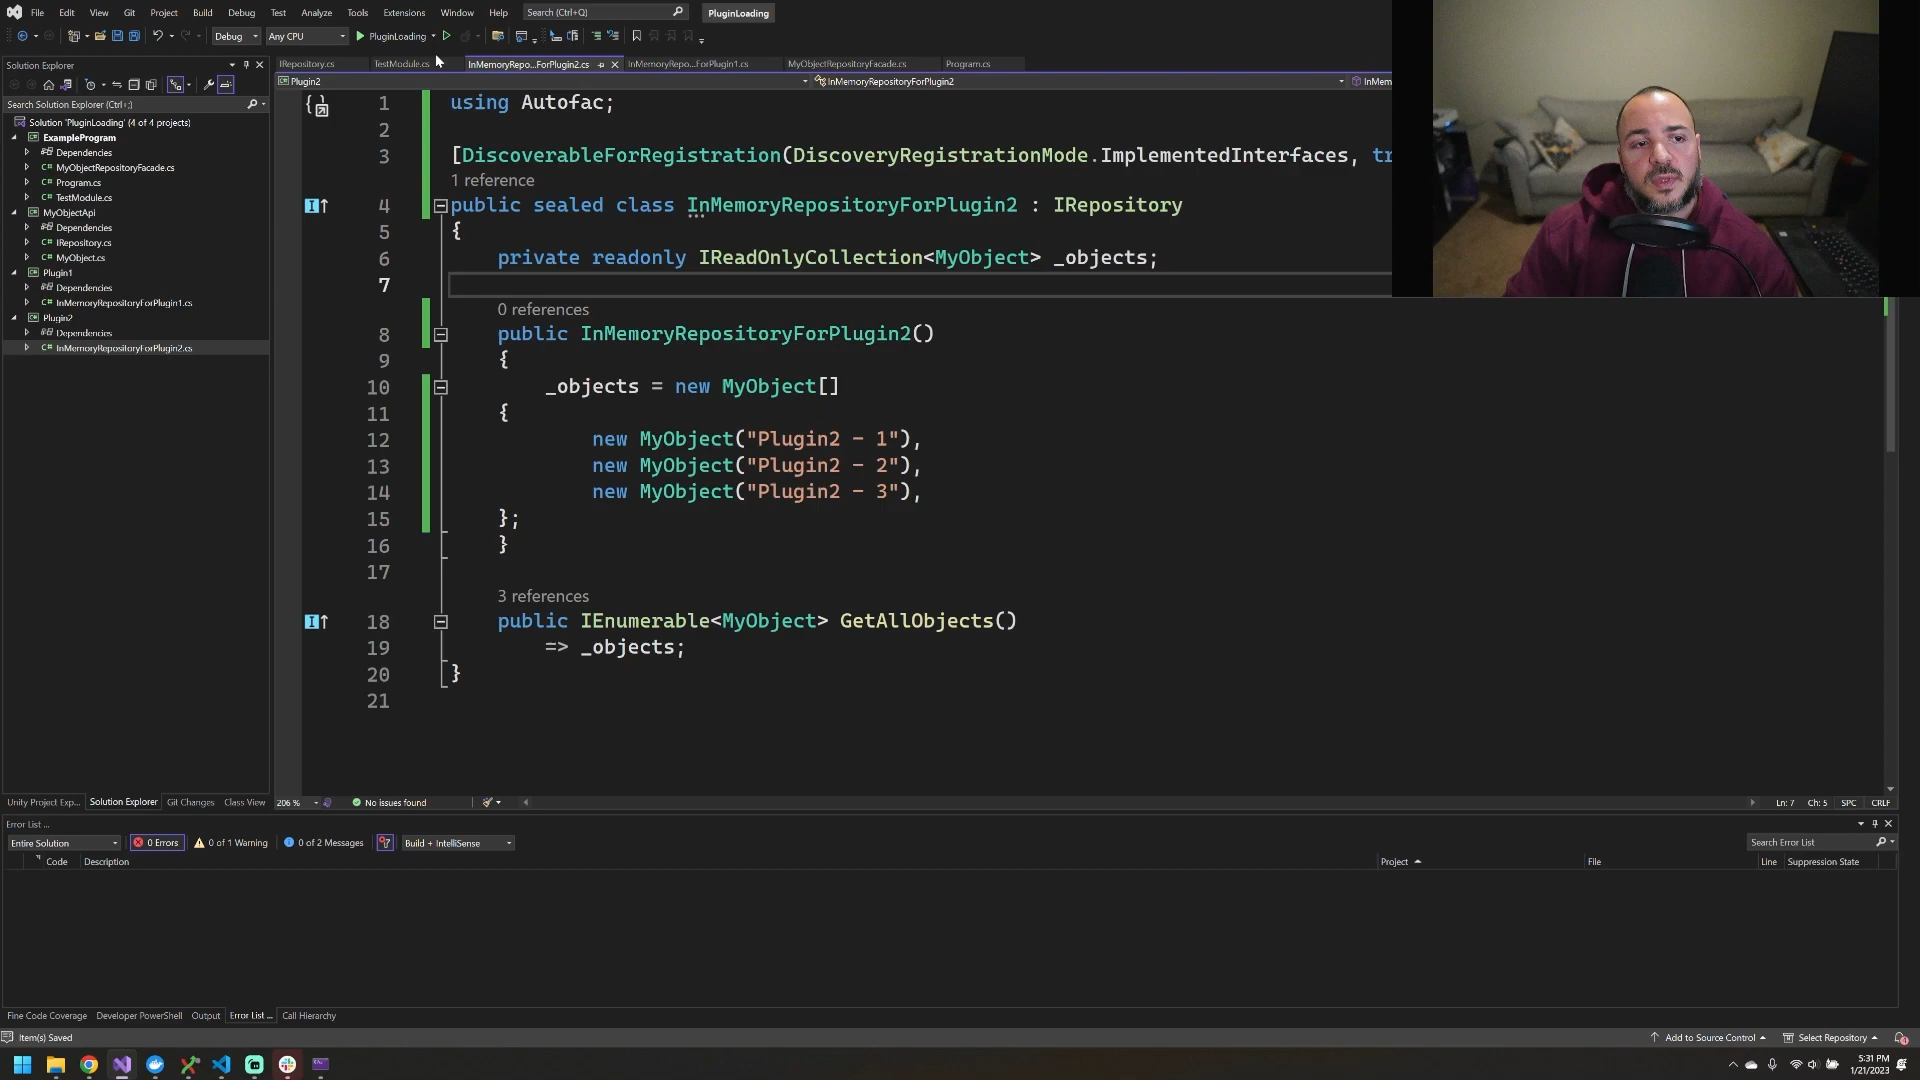 File Edit View Git Project Build Debug Test Analyze Tools Extensions Window Help Search (Ctrl+Q) PluginLoading
Debug Any CPU PluginLoading
Solution Explorer
Search Solution Explorer (Ctrl+;)
Solution 'PluginLoading' (4 of 4 projects)
ExampleProgram
Dependencies
MyObjectRepositoryFacade.cs
Program.cs
TestModule.cs
MyObjectApi
Dependencies
IRepository.cs
MyObject.cs
Plugin1
Dependencies
InMemoryRepositoryForPlugin1.cs
Plugin2
Dependencies
InMemoryRepositoryForPlugin2.cs
Unity Project Exp... Solution Explorer Git Changes Class View
IRepository.cs TestModule.cs InMemoryRepo...ForPlugin2.cs InMemoryRepo...ForPlugin1.cs MyObjectRepositoryFacade.cs Program.cs
Plugin2 InMemoryRepositoryForPlugin2 InMem
1 using Autofac;
2
3 [DiscoverableForRegistration(DiscoveryRegistrationMode.ImplementedInterfaces, tr
1 reference
4 public sealed class InMemoryRepositoryForPlugin2 : IRepository
5 {
6 private readonly IReadOnlyCollection<MyObject> _objects;
7
0 references
8 public InMemoryRepositoryForPlugin2()
9 {
10 _objects = new MyObject[]
11 {
12 new MyObject("Plugin2 - 1"),
13 new MyObject("Plugin2 - 2"),
14 new MyObject("Plugin2 - 3"),
15 };
16 }
17
3 references
18 public IEnumerable<MyObject> GetAllObjects()
19 => _objects;
20 }
21
206 % No issues found Ln: 7 Ch: 5 SPC CRLF
Error List ...
Entire Solution 0 Errors 0 of 1 Warning 0 of 2 Messages Build + IntelliSense Search Error List
Code Description Project File Line Suppression State
Fine Code Coverage Developer PowerShell Output Error List ... Call Hierarchy
Item(s) Saved Add to Source Control Select Repository
5:31 PM
1/21/2023